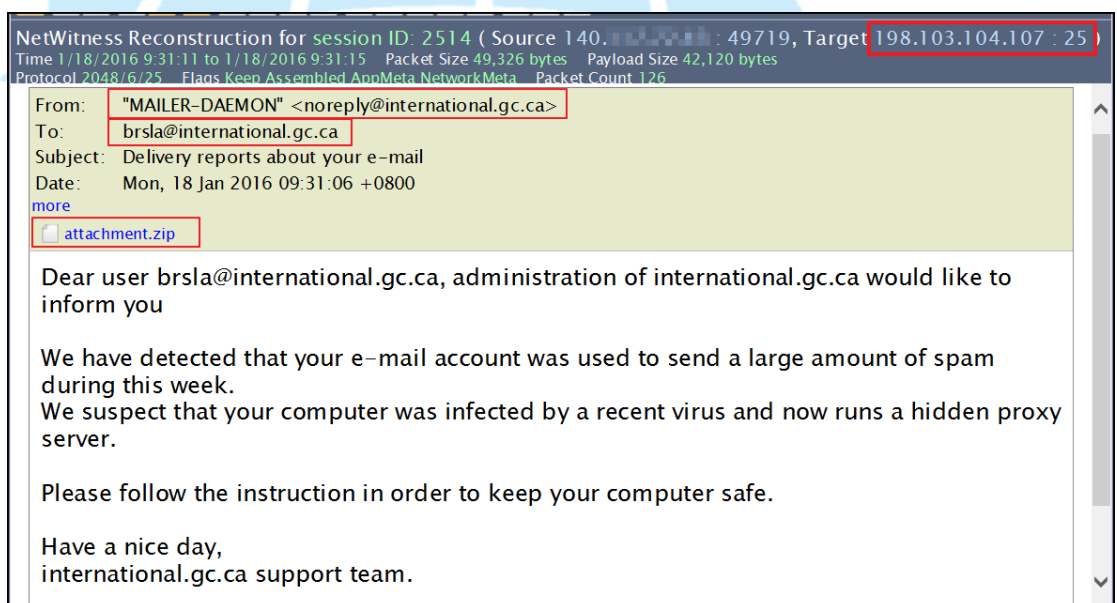 NetWitness Reconstruction for session ID: 2514 ( Source 140. : 49719, Target 198.103.104.107 : 25 )
Time 1/18/2016 9:31:11 to 1/18/2016 9:31:15 Packet Size 49,326 bytes Payload Size 42,120 bytes
Protocol 2048/6/25 Flags Keep Assembled AppMeta NetworkMeta Packet Count 126
From: "MAILER-DAEMON" <noreply@international.gc.ca>
To: brsla@international.gc.ca
Subject: Delivery reports about your e-mail
Date: Mon, 18 Jan 2016 09:31:06 +0800
more
attachment.zip
Dear user brsla@international.gc.ca, administration of international.gc.ca would like to
inform you
We have detected that your e-mail account was used to send a large amount of spam
during this week.
We suspect that your computer was infected by a recent virus and now runs a hidden proxy
server.
Please follow the instruction in order to keep your computer safe.
Have a nice day,
international.gc.ca support team.